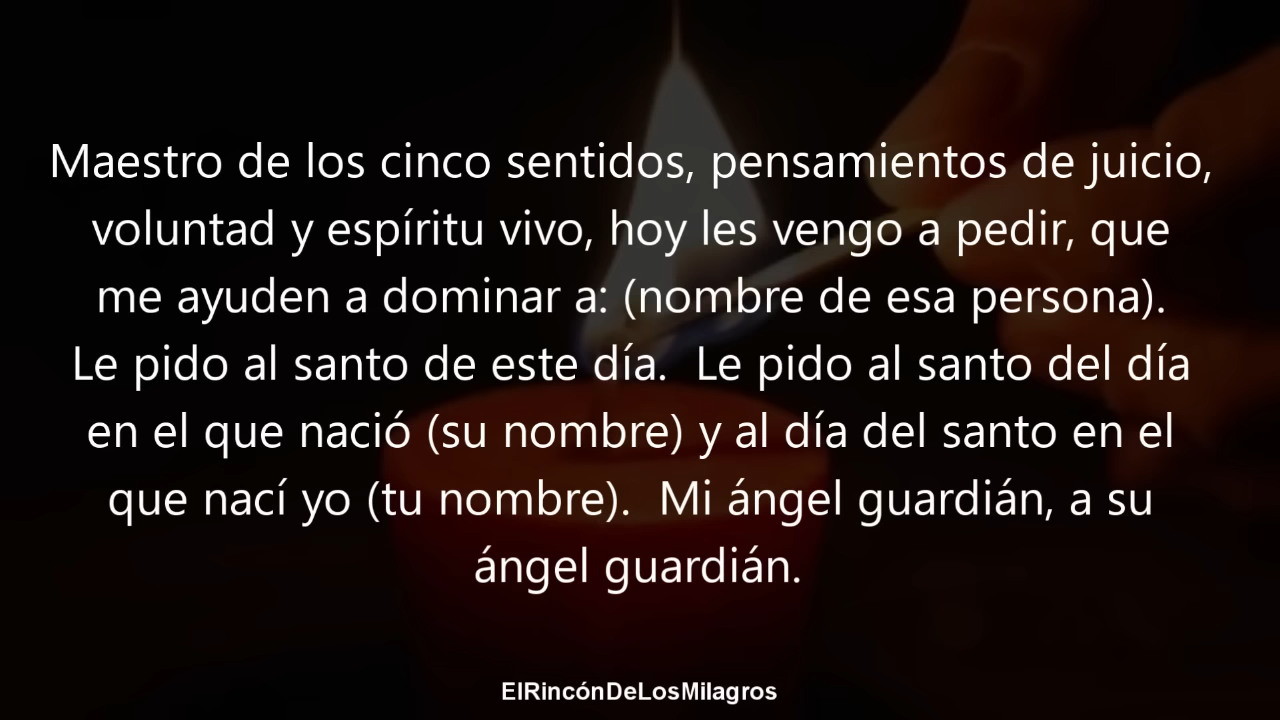 Maestro de los cinco sentidos, pensamientos de juicio,
voluntad y espíritu vivo, hoy les vengo a pedir, que
me ayuden a dominar a: (nombre de esa persona).
Le pido al santo de este día.  Le pido al santo del día
en el que nació (su nombre) y al día del santo en el
que nací yo (tu nombre).  Mi ángel guardián, a su
ángel guardián.
ElRincónDeLosMilagros